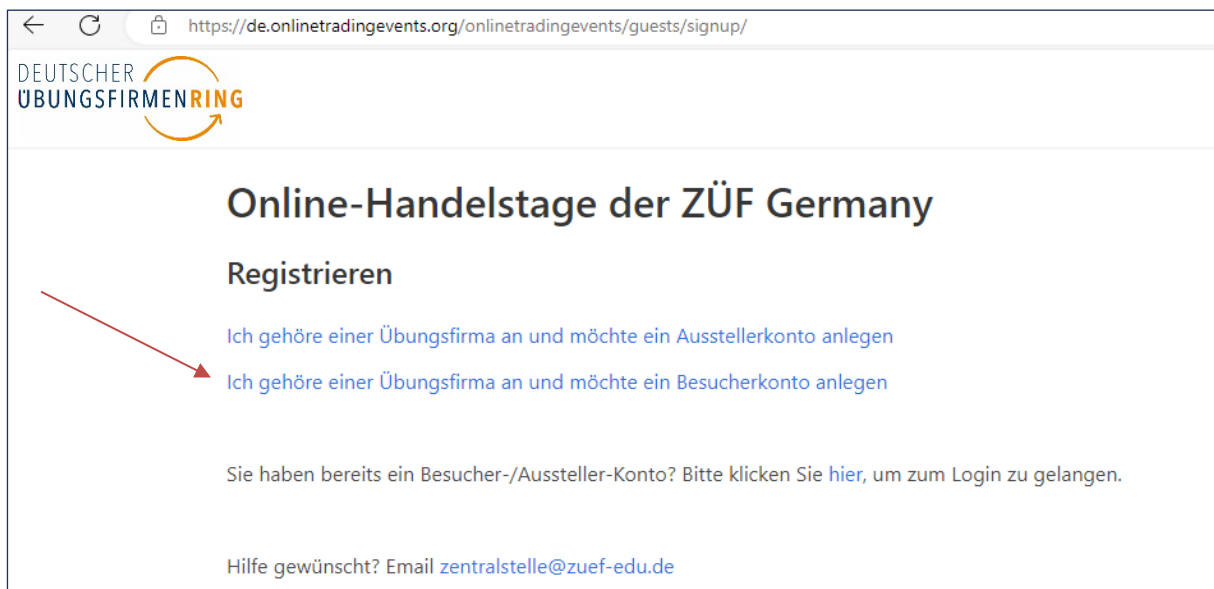 https://de.onlinetradingevents.org/onlinetradingevents/guests/signup/
DEUTSCHER
ÜBUNGSFIRMENRING
Online-Handelstage der ZÜF Germany
Registrieren
Ich gehöre einer Übungsfirma an und möchte ein Ausstellerkonto anlegen
Ich gehöre einer Übungsfirma an und möchte ein Besucherkonto anlegen
Sie haben bereits ein Besucher-/Aussteller-Konto? Bitte klicken Sie hier, um zum Login zu gelangen.
Hilfe gewünscht? Email zentralstelle@zuef-edu.de